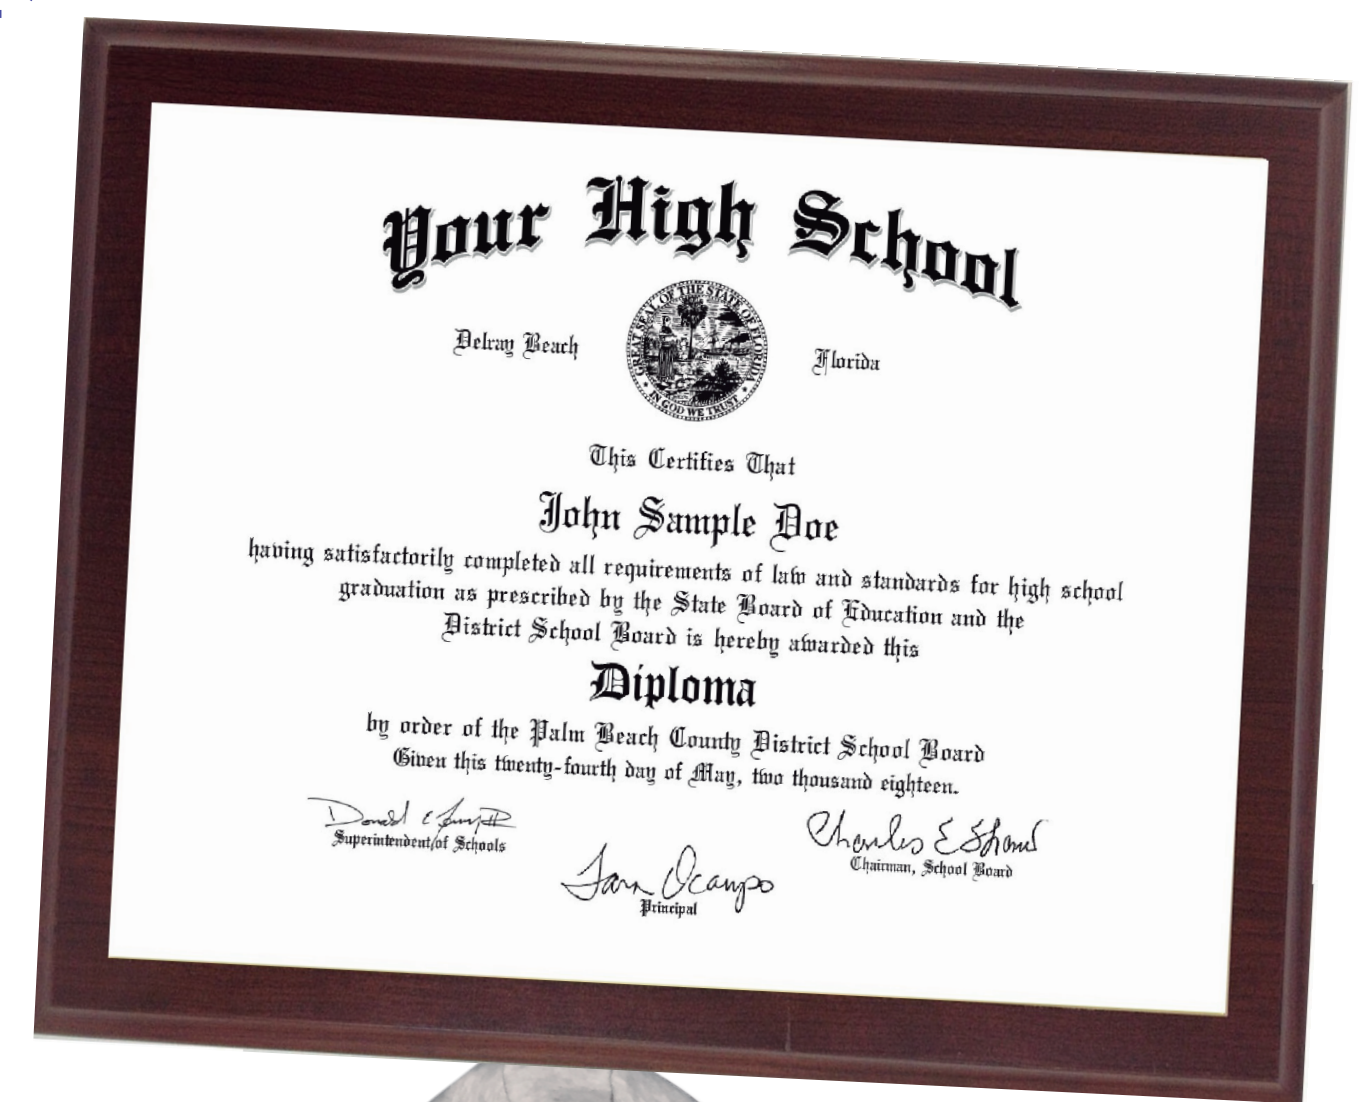 Your High School
Delray Beach
GREAT SEAL OF THE STATE OF FLORIDA
IN GOD WE TRUST
Florida
This Certifies That
John Sample Doe
having satisfactorily completed all requirements of law and standards for high school
graduation as prescribed by the State Board of Education and the
District School Board is hereby awarded this
Diploma
by order of the Palm Beach County District School Board
Given this twenty-fourth day of May, two thousand eighteen.
Donald E
Superintendent/of Schools
Charles E Shaw
Chairman, School Board
Ocampo
Principal